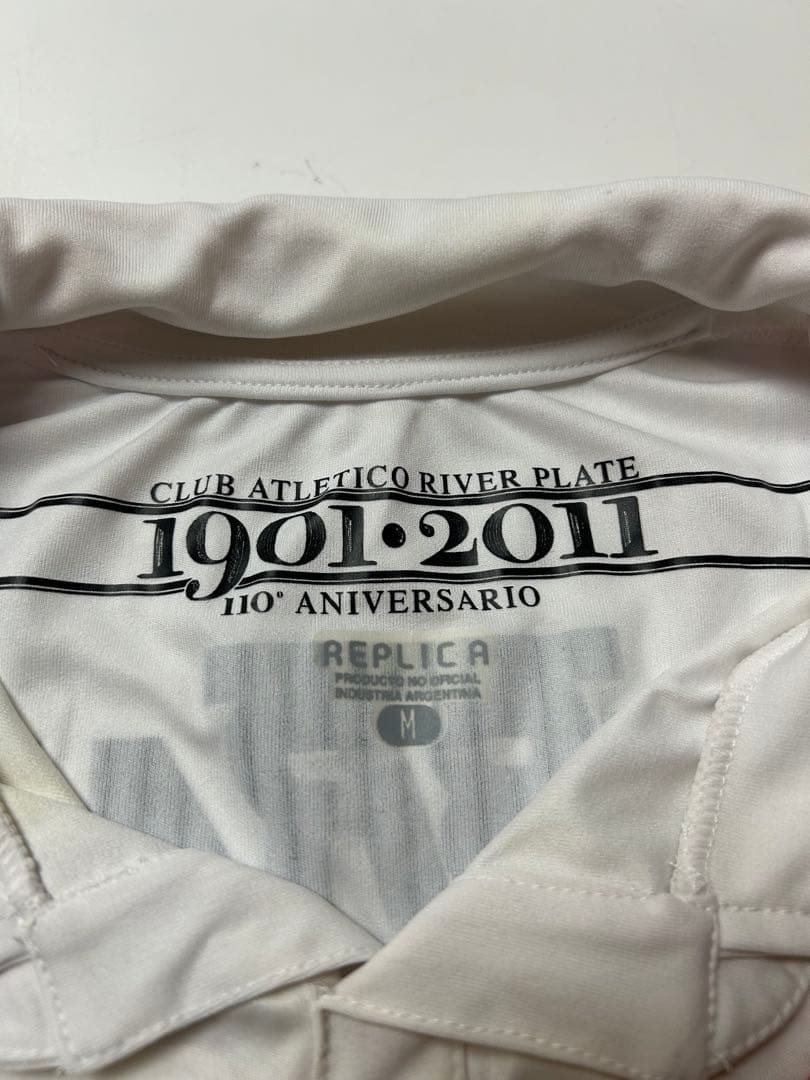 CLUB ATLETICO RIVER PLATE
1901•2011
110° ANIVERSARIO
REPLICA
PRODUCTO NO OFICIAL
INDUSTRIA ARGENTINA
M